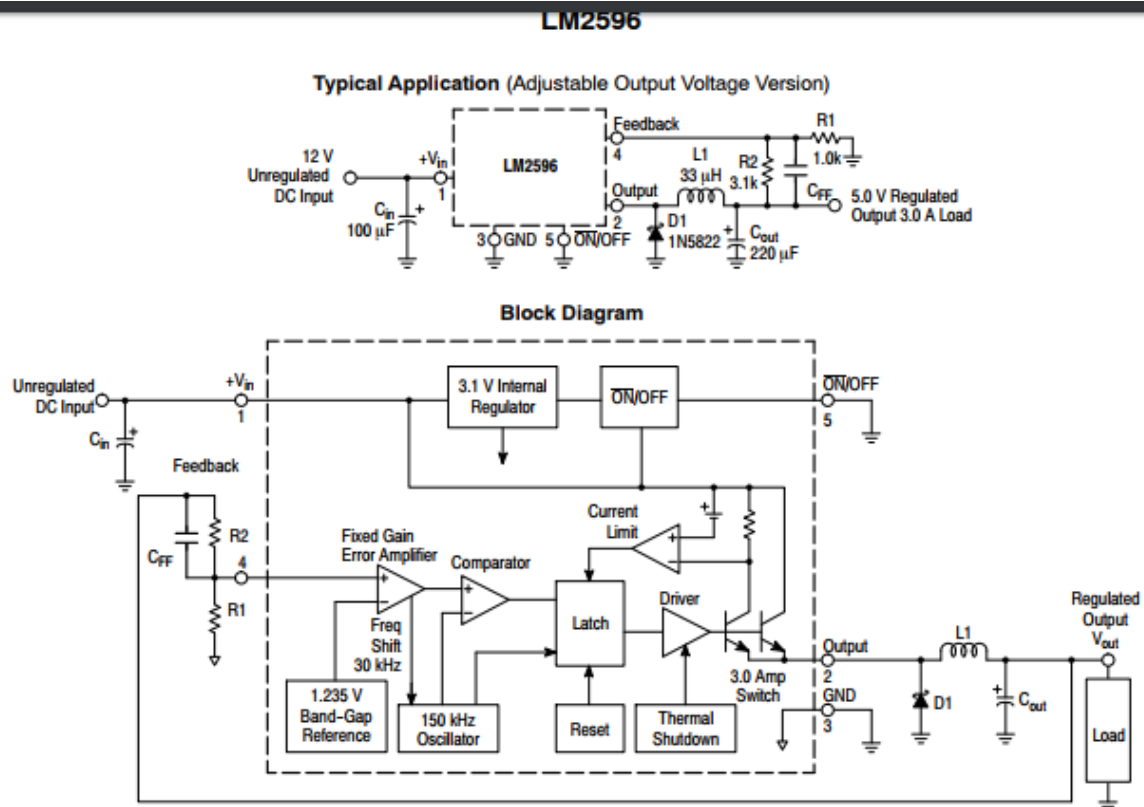 LM2596
Typical Application (Adjustable Output Voltage Version)
12 V
Unregulated
DC Input
+Vin
1
Cin
+
100 µF
LM2596
3
GND
5
ON/OFF
Feedback
4
Output
2
L1
33 µH
D1
1N5822
+
Cout
220 µF
R2
3.1k
CFF
R1
1.0k
5.0 V Regulated
Output 3.0 A Load
Block Diagram
Unregulated
DC Input
+Vin
1
Cin
+
3.1 V Internal
Regulator
ON/OFF
ON/OFF
5
Feedback
CFF
R2
4
R1
Fixed Gain
Error Amplifier
+
−
Comparator
+
−
Freq
Shift
30 kHz
Current
Limit
+
−
+
Latch
Driver
1.235 V
Band-Gap
Reference
150 kHz
Oscillator
Reset
Thermal
Shutdown
3.0 Amp
Switch
Output
2
GND
3
L1
D1
+
Cout
Regulated
Output
Vout
Load